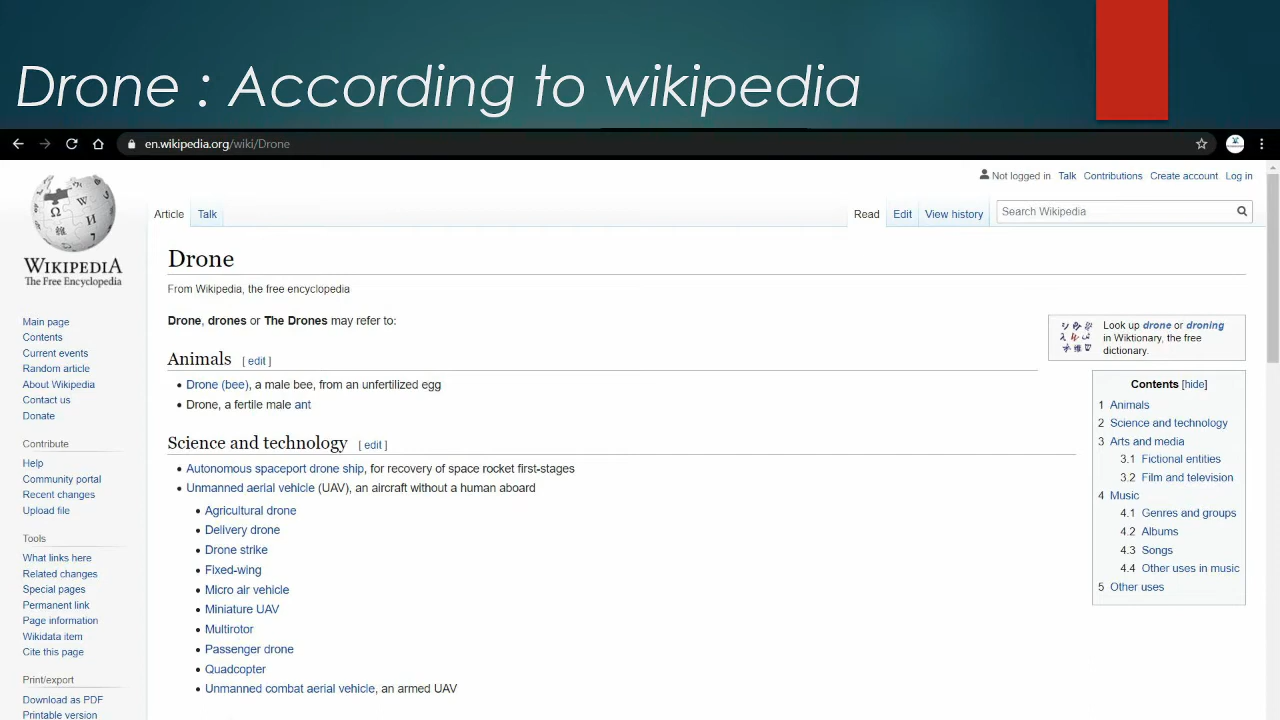 Drone : According to wikipedia
en.wikipedia.org/wiki/Drone
Not logged in Talk Contributions Create account Log in
Article Talk Read Edit View history Search Wikipedia
WIKIPEDIA
The Free Encyclopedia
Main page
Contents
Current events
Random article
About Wikipedia
Contact us
Donate
Contribute
Help
Community portal
Recent changes
Upload file
Tools
What links here
Related changes
Special pages
Permanent link
Page information
Wikidata item
Cite this page
Print/export
Download as PDF
Printable version
Drone
From Wikipedia, the free encyclopedia
Drone, drones or The Drones may refer to:
Animals [ edit ]
• Drone (bee), a male bee, from an unfertilized egg
• Drone, a fertile male ant
Science and technology [ edit ]
• Autonomous spaceport drone ship, for recovery of space rocket first-stages
• Unmanned aerial vehicle (UAV), an aircraft without a human aboard
• Agricultural drone
• Delivery drone
• Drone strike
• Fixed-wing
• Micro air vehicle
• Miniature UAV
• Multirotor
• Passenger drone
• Quadcopter
• Unmanned combat aerial vehicle, an armed UAV
Look up drone or droning
in Wiktionary, the free
dictionary.
Contents [hide]
1 Animals
2 Science and technology
3 Arts and media
3.1 Fictional entities
3.2 Film and television
4 Music
4.1 Genres and groups
4.2 Albums
4.3 Songs
4.4 Other uses in music
5 Other uses